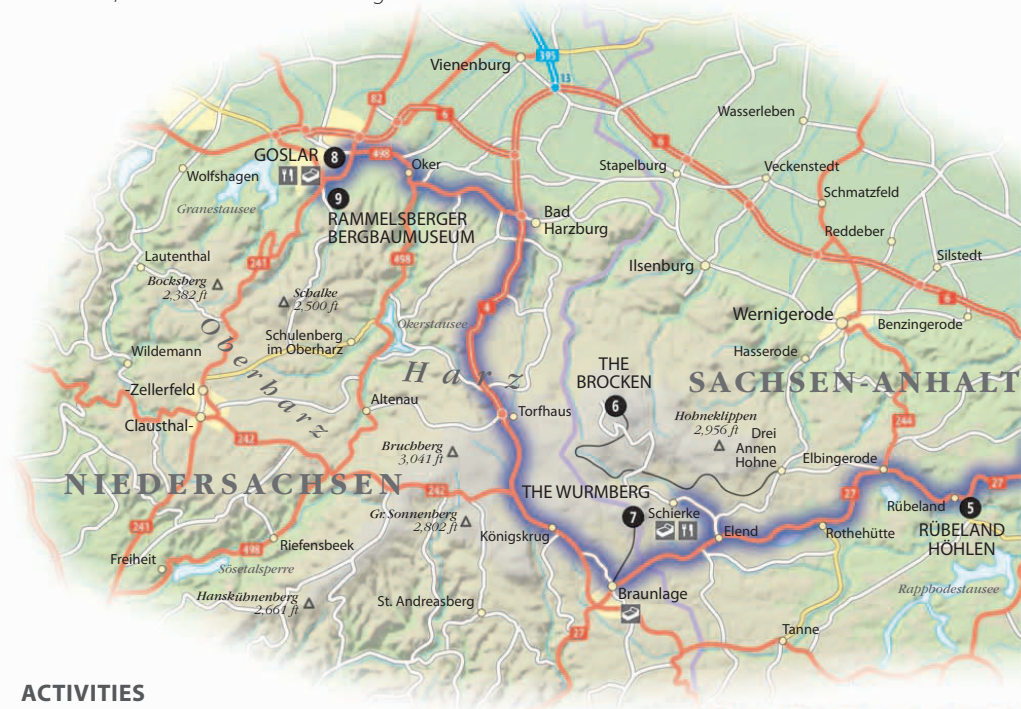 395
13
Vienenburg
82
6
Wasserleben
GOSLAR 8
498
Oker
Stapelburg
6
Veckenstedt
Wolfshagen
9
Schmatzfeld
Granestausee
RAMMELSBERGER
BERGBAUMUSEUM
Bad
Harzburg
Reddeber
Lautenthal
241
498
Ilsenburg
Silstedt
Bocksberg
2,382 ft
Schalke
2,500 ft
4
6
Okerstausee
Wernigerode
Benzingerode
Schulenberg
im Oberharz
Oberharz
Wildemann
Hasserode
THE
BROCKEN
6
Harz
SACHSEN-ANHALT
-Zellerfeld
Altenau
Torfhaus
Hohneklippen
2,956 ft
244
Clausthal-
242
Drei
Annen
Hohne
Bruchberg
3,041 ft
Elbingerode
NIEDERSACHSEN
242
THE WURMBERG
7
Schierke
27
27
Rübeland
5
RÜBELAND
HÖHLEN
Gr. Sonnenberg
2,802 ft
241
Königskrug
Elend
Rothehütte
498
Riefensbeek
Freiheit
Sösetalsperre
Rappbodestausee
Hanskühnenberg
2,661 ft
St. Andreasberg
Braunlage
27
Tanne
ACTIVITIES